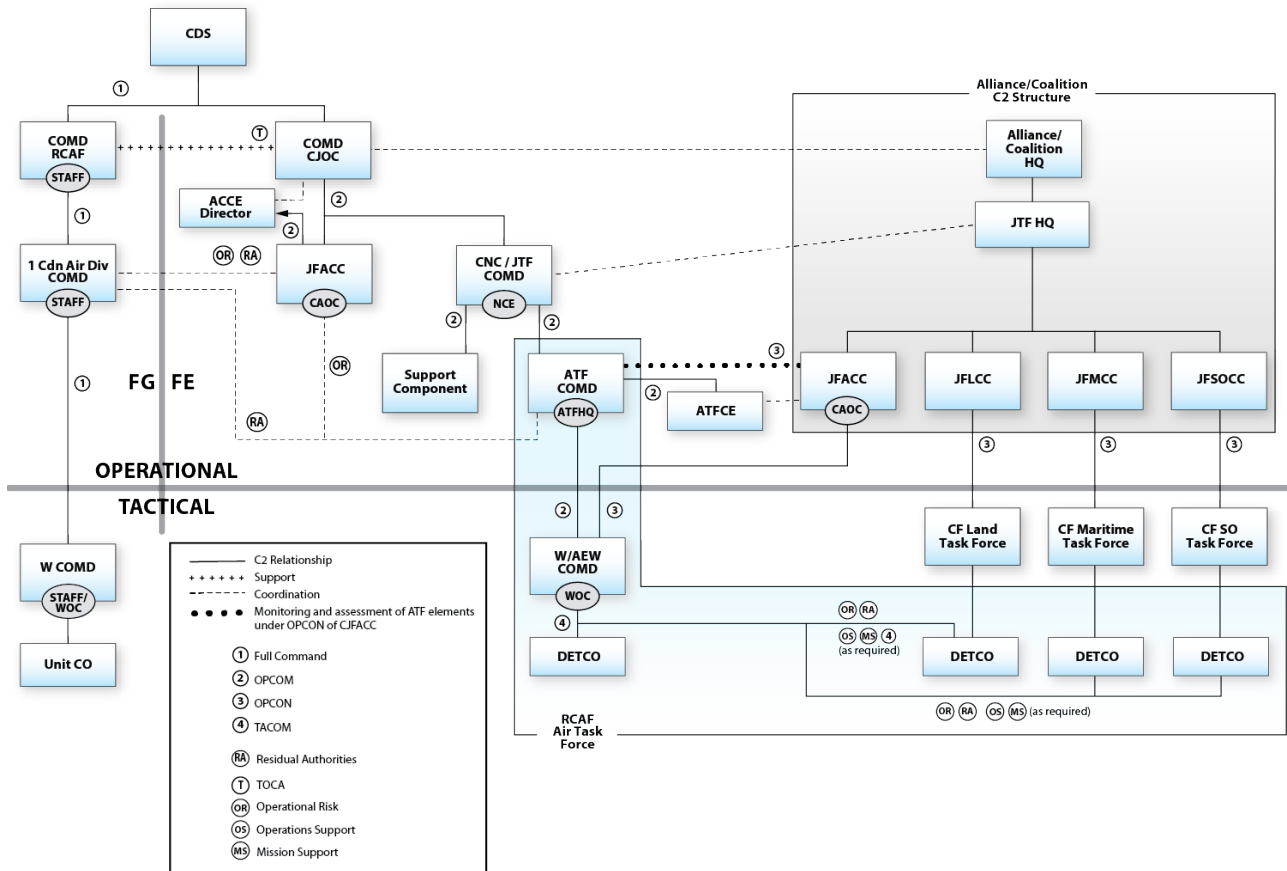 CDS
1
Alliance/Coalition
C2 Structure
COMD
RCAF
STAFF
T
COMD
CJOC
Alliance/
Coalition
HQ
ACCE
Director
2
2
1
JTF HQ
OR RA
1 Cdn Air Div
COMD
STAFF
JFACC
CAOC
CNC / JTF
COMD
NCE
2
2
3
1
FG FE
OR
Support
Component
ATF
COMD
ATFHQ
2
ATFCE
JFACC
CAOC
JFLCC
JFMCC
JFSOCC
RA
3
3
3
OPERATIONAL
TACTICAL
2
3
CF Land
Task Force
CF Maritime
Task Force
CF SO
Task Force
W COMD
STAFF/
WOC
Unit CO
W/AEW
COMD
WOC
4
DETCO
OR RA
OS MS 4
(as required)
DETCO
DETCO
DETCO
OR RA OS MS (as required)
RCAF
Air Task
Force
C2 Relationship
Support
Coordination
Monitoring and assessment of ATF elements
under OPCON of CJFACC
1 Full Command
2 OPCOM
3 OPCON
4 TACOM
RA Residual Authorities
T TOCA
OR Operational Risk
OS Operations Support
MS Mission Support